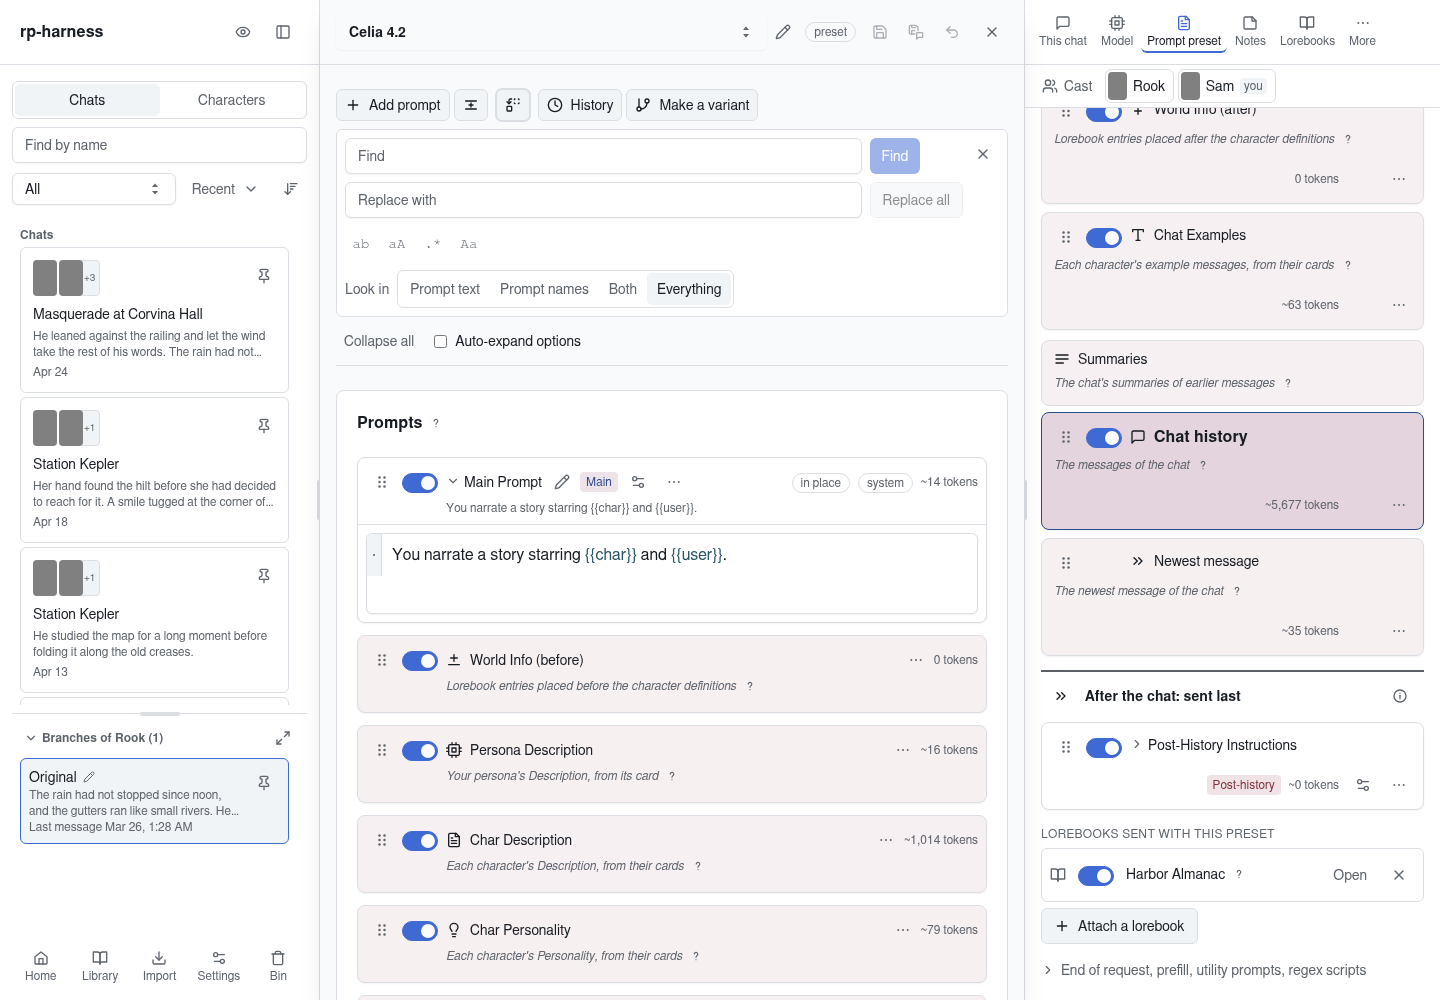 rp-harness
Chats
Characters
Find by name
All
Recent
Chats
+3
Masquerade at Corvina Hall
He leaned against the railing and let the wind
take the rest of his words. The rain had not…
Apr 24
+1
Station Kepler
Her hand found the hilt before she had decided
to reach for it. A smile tugged at the corner of…
Apr 18
+1
Station Kepler
He studied the map for a long moment before
folding it along the old creases.
Apr 13
Branches of Rook (1)
Original
The rain had not stopped since noon,
and the gutters ran like small rivers. He…
Last message Mar 26, 1:28 AM
Home
Library
Import
Settings
Bin
Celia 4.2
preset
Add prompt
History
Make a variant
Find
Find
Replace with
Replace all
ab
aA
.*
Aa
Look in
Prompt text
Prompt names
Both
Everything
Collapse all
Auto-expand options
Prompts ?
Main Prompt
Main
in place
system
~14 tokens
You narrate a story starring {{char}} and {{user}}.
You narrate a story starring {{char}} and {{user}}.
World Info (before)
0 tokens
Lorebook entries placed before the character definitions ?
Persona Description
~16 tokens
Your persona's Description, from its card ?
Char Description
~1,014 tokens
Each character's Description, from their cards ?
Char Personality
~79 tokens
Each character's Personality, from their cards ?
This chat
Model
Prompt preset
Notes
Lorebooks
More
Cast
Rook
Sam you
World Info (after)
Lorebook entries placed after the character definitions ?
0 tokens
Chat Examples
Each character's example messages, from their cards ?
~63 tokens
Summaries
The chat's summaries of earlier messages ?
Chat history
The messages of the chat ?
~5,677 tokens
Newest message
The newest message of the chat ?
~35 tokens
After the chat: sent last
Post-History Instructions
Post-history
~0 tokens
LOREBOOKS SENT WITH THIS PRESET
Harbor Almanac ?
Open
Attach a lorebook
End of request, prefill, utility prompts, regex scripts